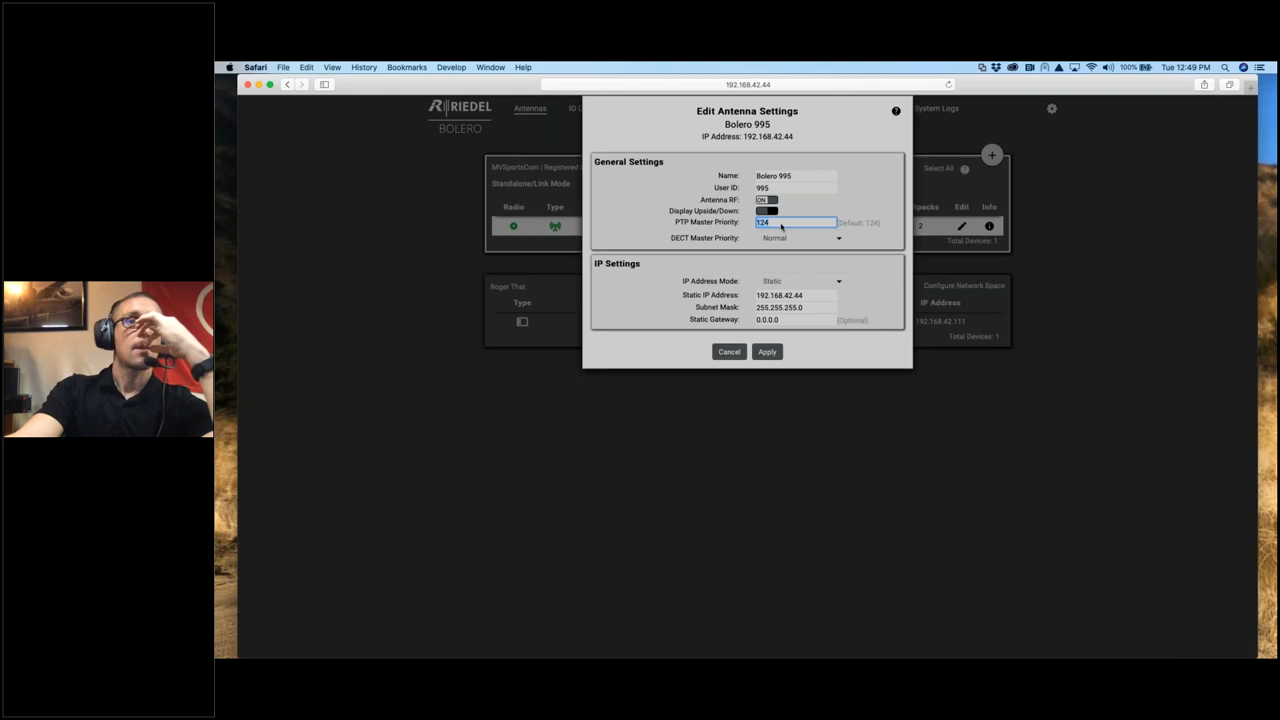 Safari File Edit View History Bookmarks Develop Window Help
100% Tue 12:49 PM
192.168.42.44
RIEDEL
BOLERO
Antennas
System Logs
Edit Antenna Settings
Bolero 995
IP Address: 192.168.42.44
General Settings
Name: Bolero 995
User ID: 995
Antenna RF: ON
Display Upside/Down:
PTP Master Priority: 124 (Default: 124)
DECT Master Priority: Normal
IP Settings
IP Address Mode: Static
Static IP Address: 192.168.42.44
Subnet Mask: 255.255.255.0
Static Gateway: 0.0.0.0 (Optional)
Cancel Apply
MVSportsCom | Registered
Standalone/Link Mode
Radio Type
Select All
Edit Info
2
Total Devices: 1
Roger That
Type
Configure Network Space
IP Address
192.168.42.111
Total Devices: 1